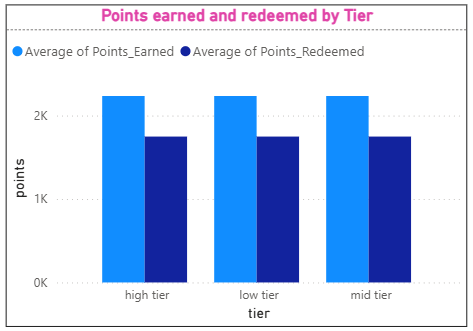 Points earned and redeemed by Tier
Average of Points_Earned Average of Points_Redeemed
2K
1K
0K
points
high tier low tier mid tier
tier